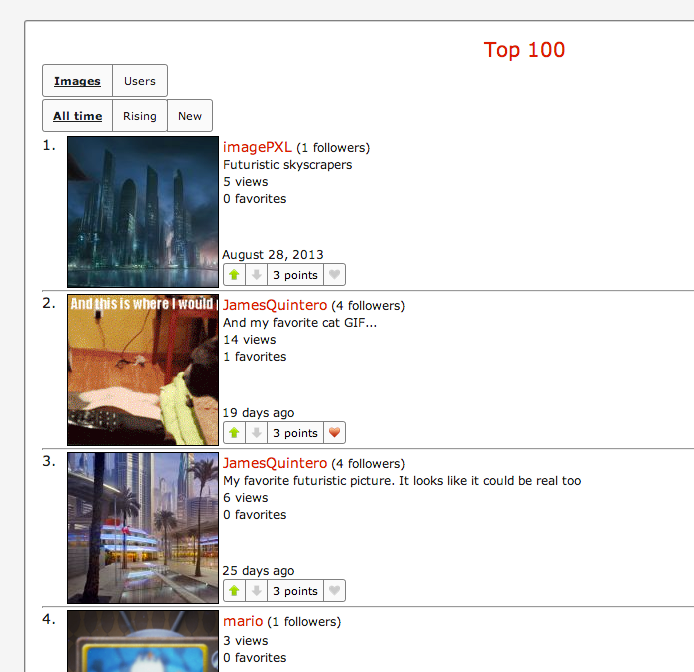 Top 100
Images Users
All time Rising New
1. imagePXL (1 followers)
Futuristic skyscrapers
5 views
0 favorites
August 28, 2013
3 points
2. And this is where I would
JamesQuintero (4 followers)
And my favorite cat GIF...
14 views
1 favorites
19 days ago
3 points
3. JamesQuintero (4 followers)
My favorite futuristic picture. It looks like it could be real too
6 views
0 favorites
25 days ago
3 points
4. mario (1 followers)
3 views
0 favorites